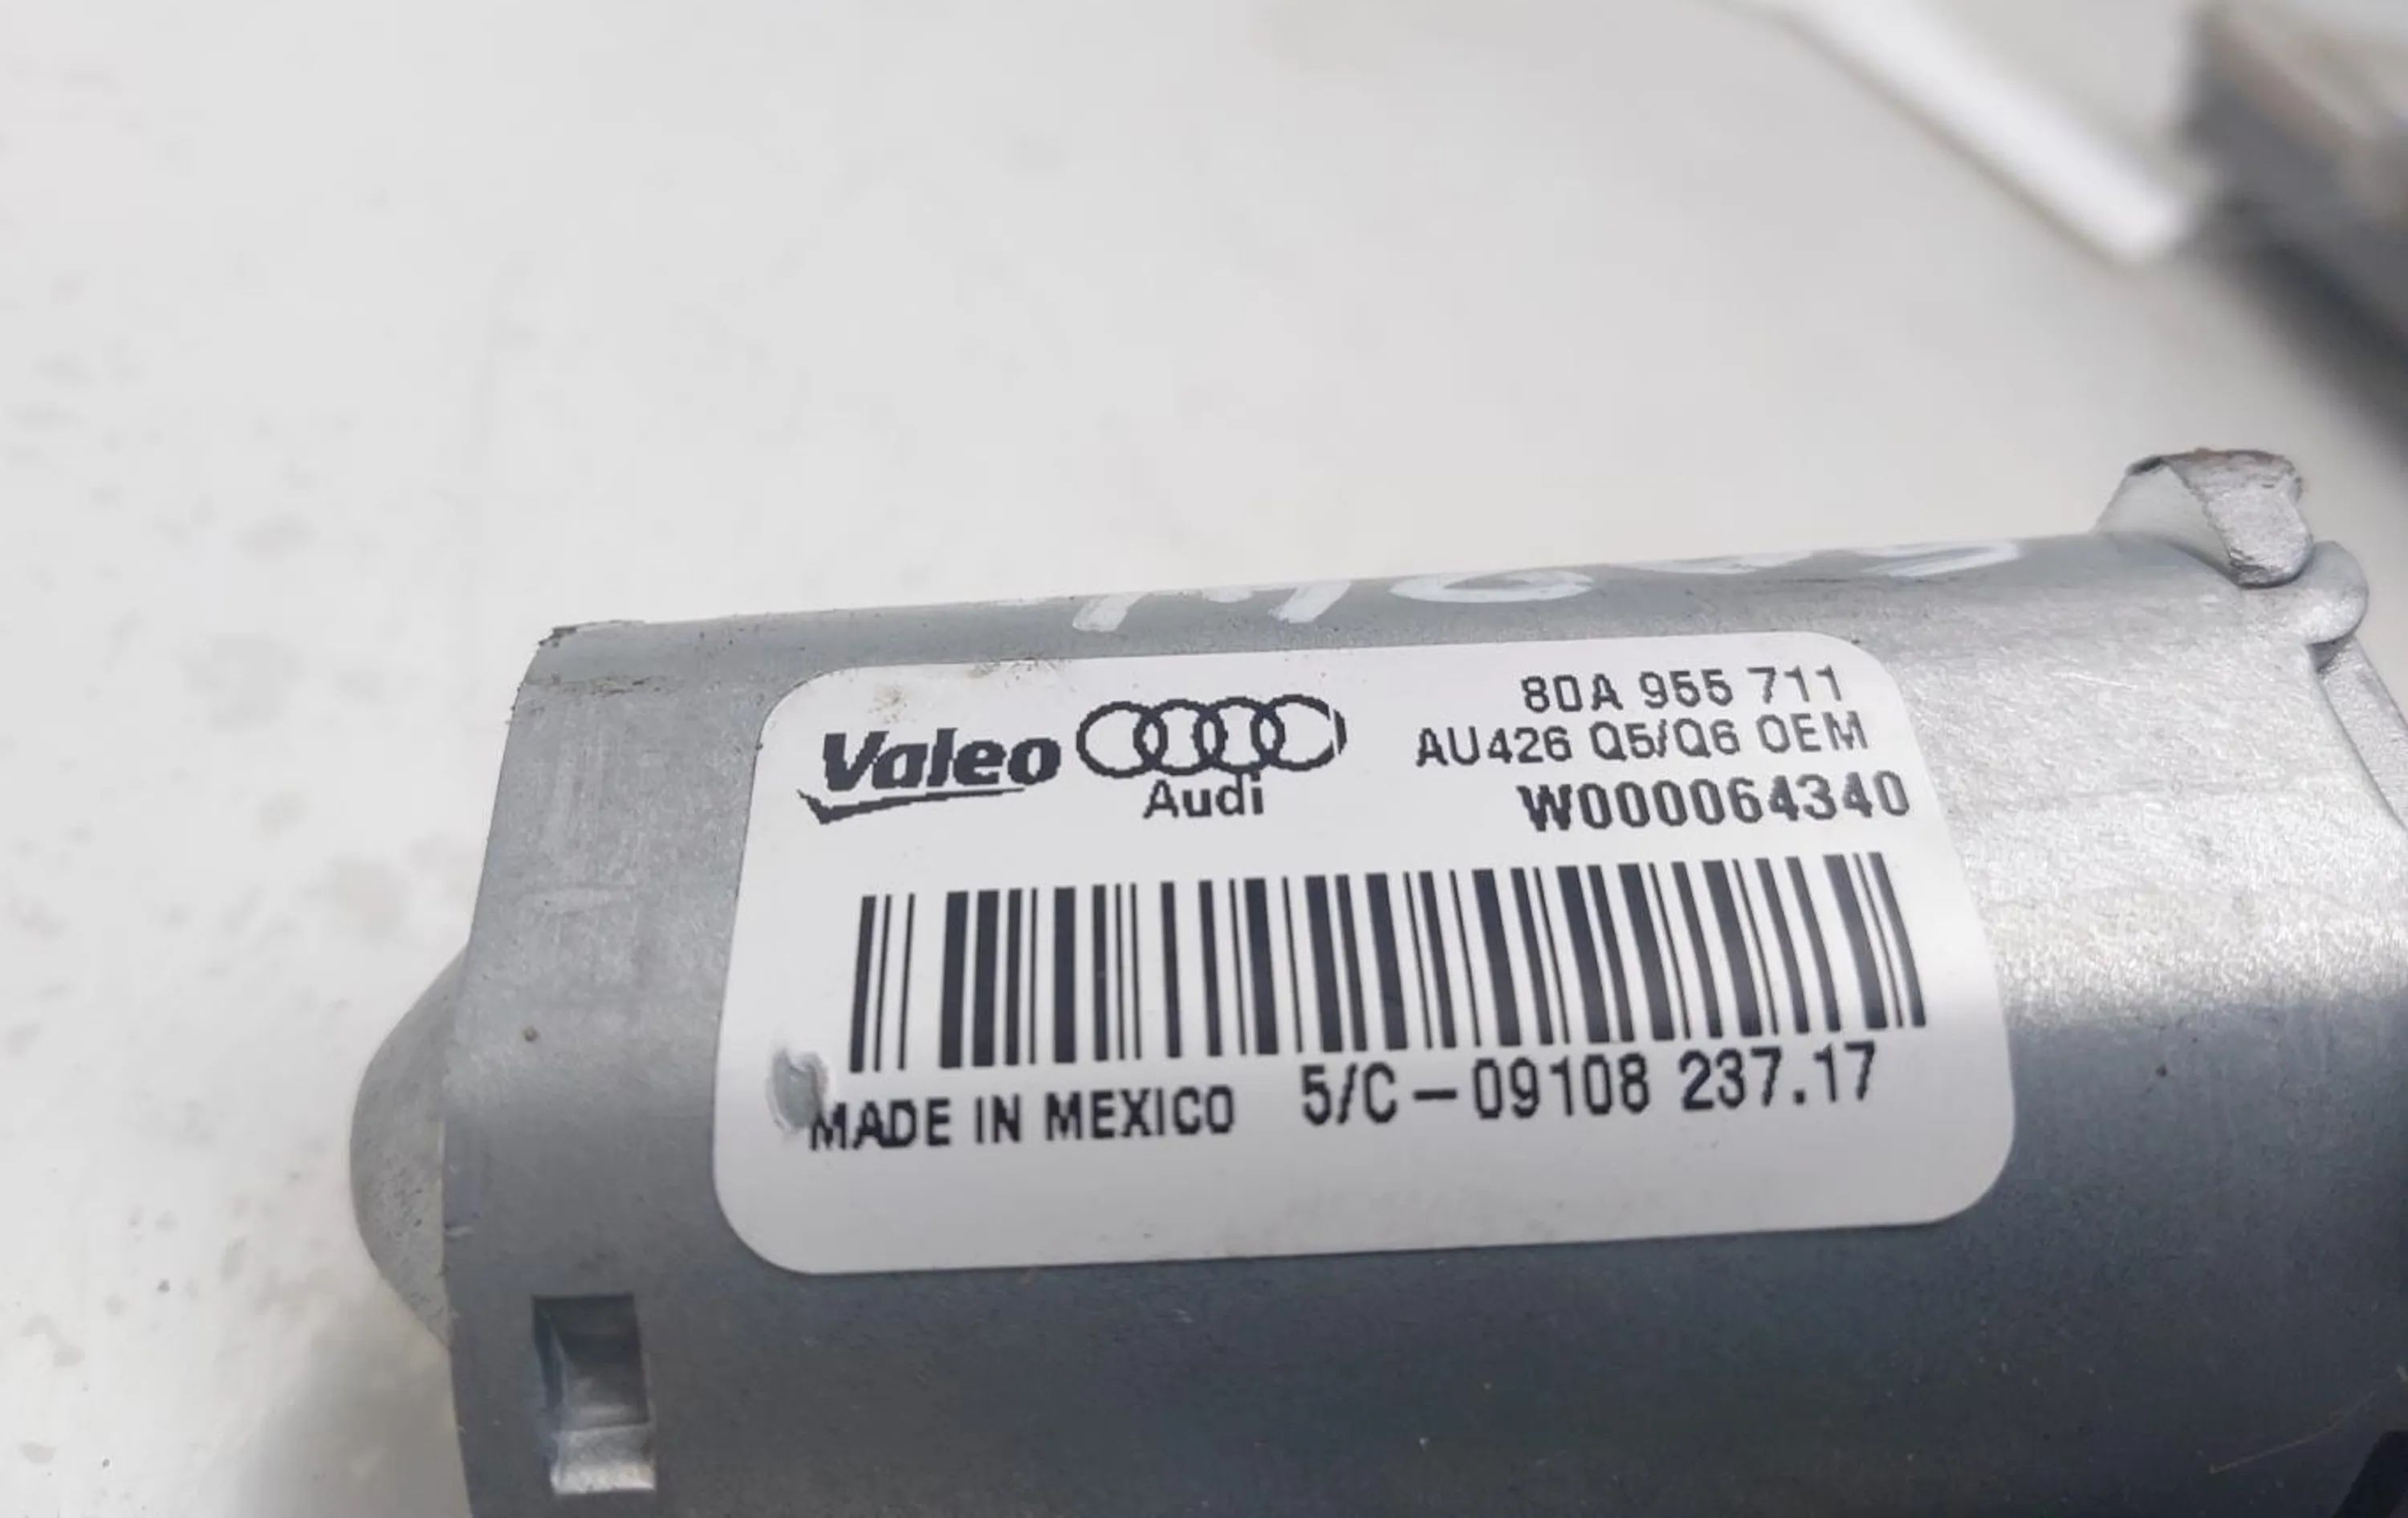 Valeo
Audi
80A 955 711
AU426 Q5/Q6 OEM
W000064340
MADE IN MEXICO 5/C-09108 237.17